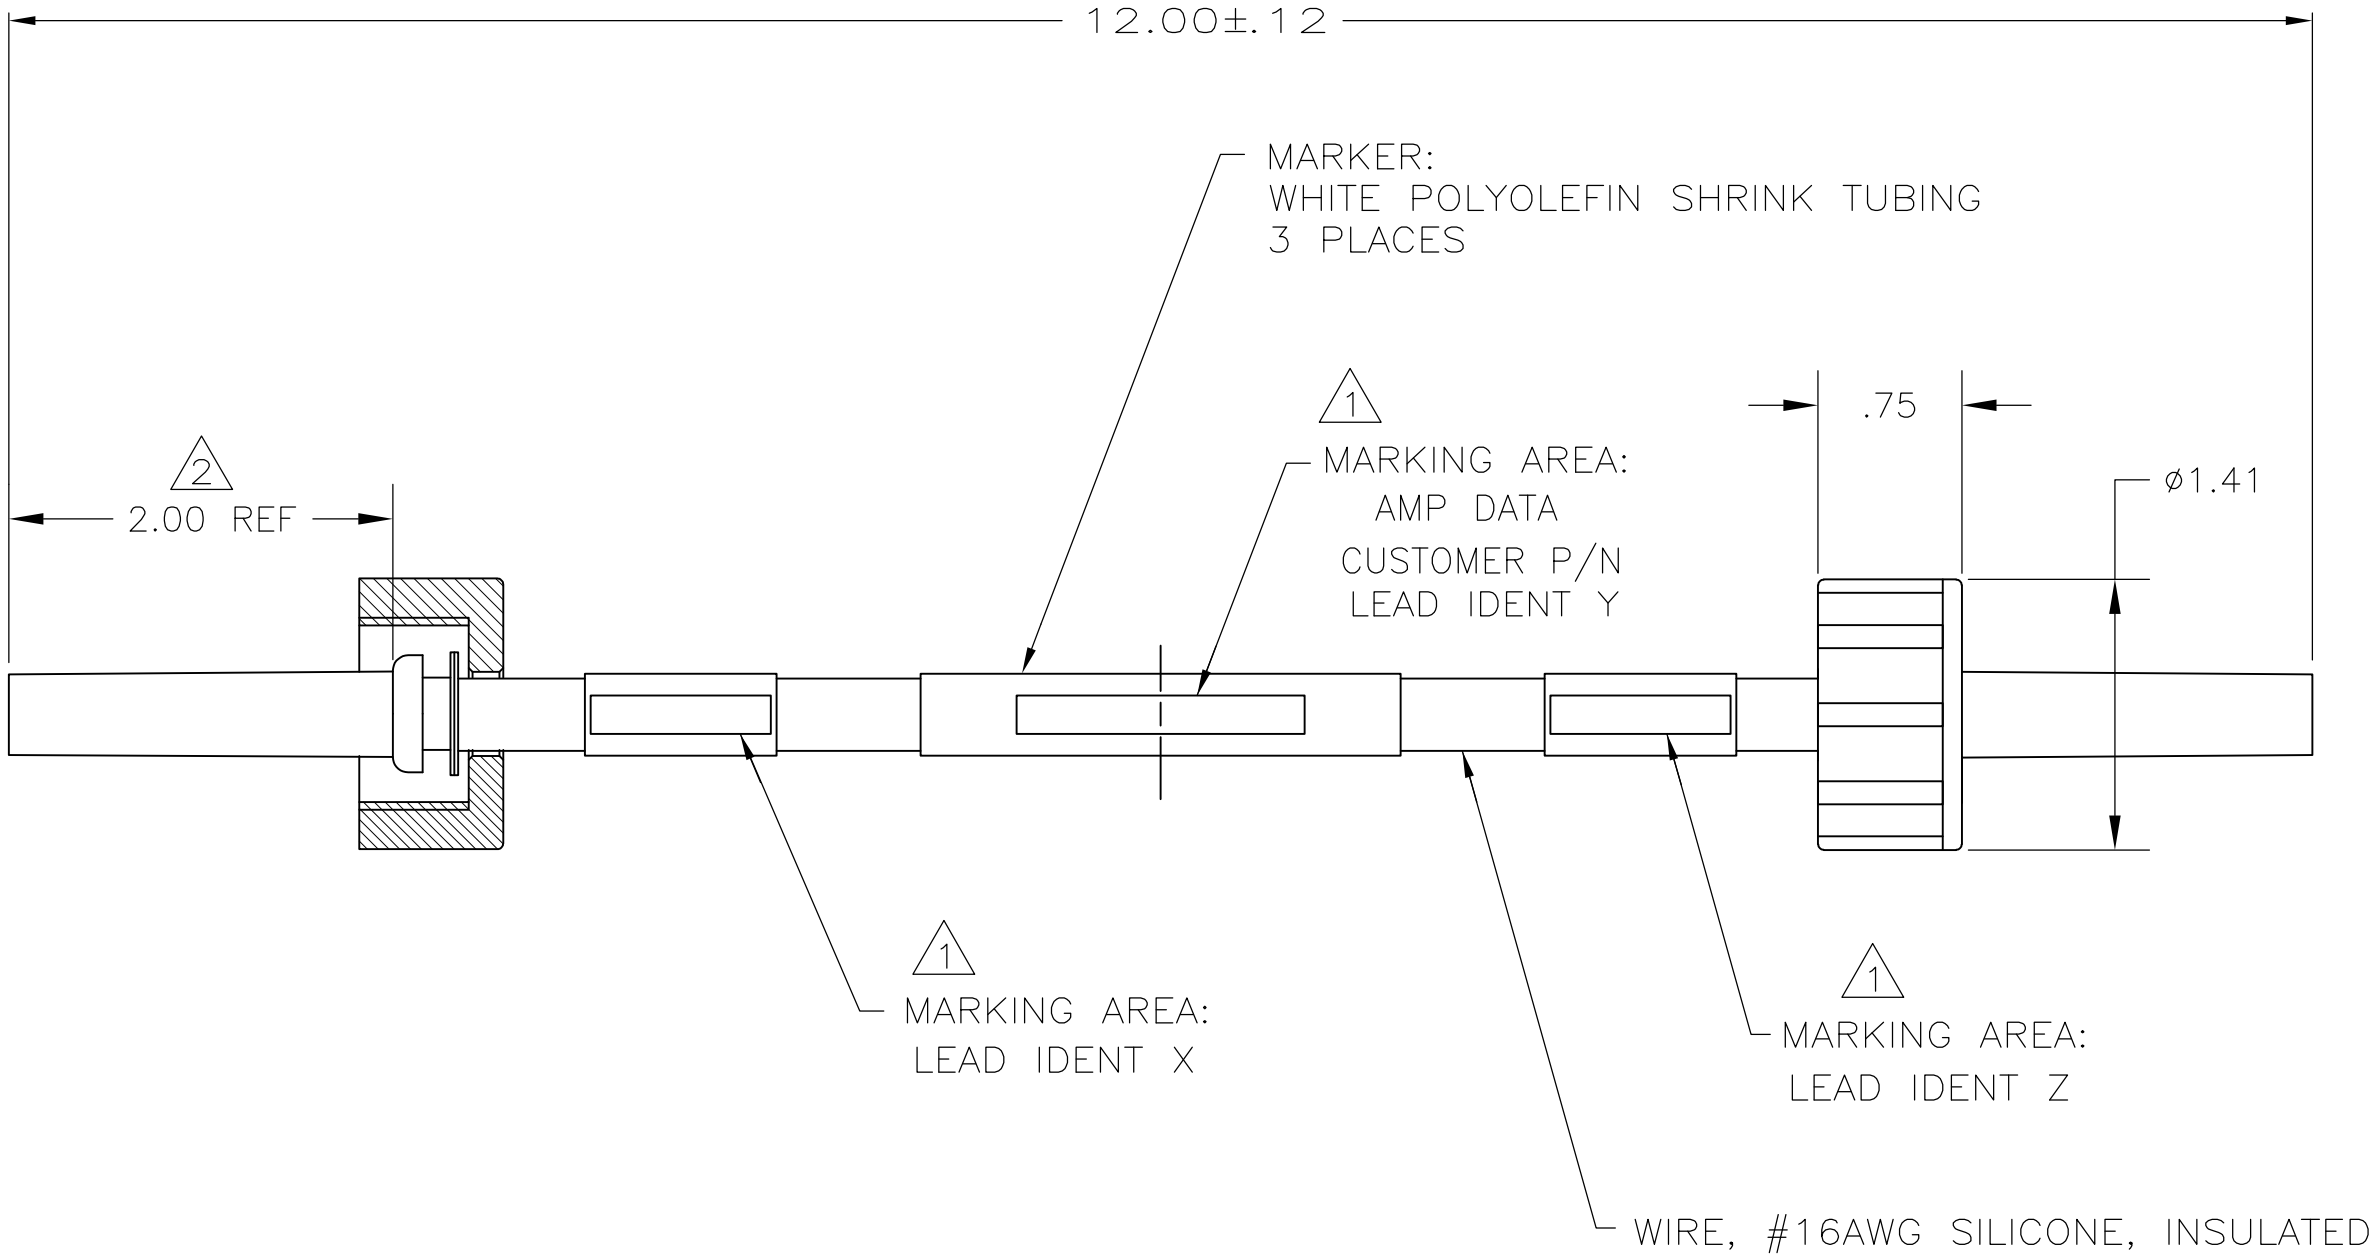 12.00±.12
MARKER:
WHITE POLYOLEFIN SHRINK TUBING
3 PLACES
1
MARKING AREA:
AMP DATA
CUSTOMER P/N
LEAD IDENT Y
.75
ø1.41
2
2.00 REF
1
MARKING AREA:
LEAD IDENT X
1
MARKING AREA:
LEAD IDENT Z
WIRE, #16AWG SILICONE, INSULATED